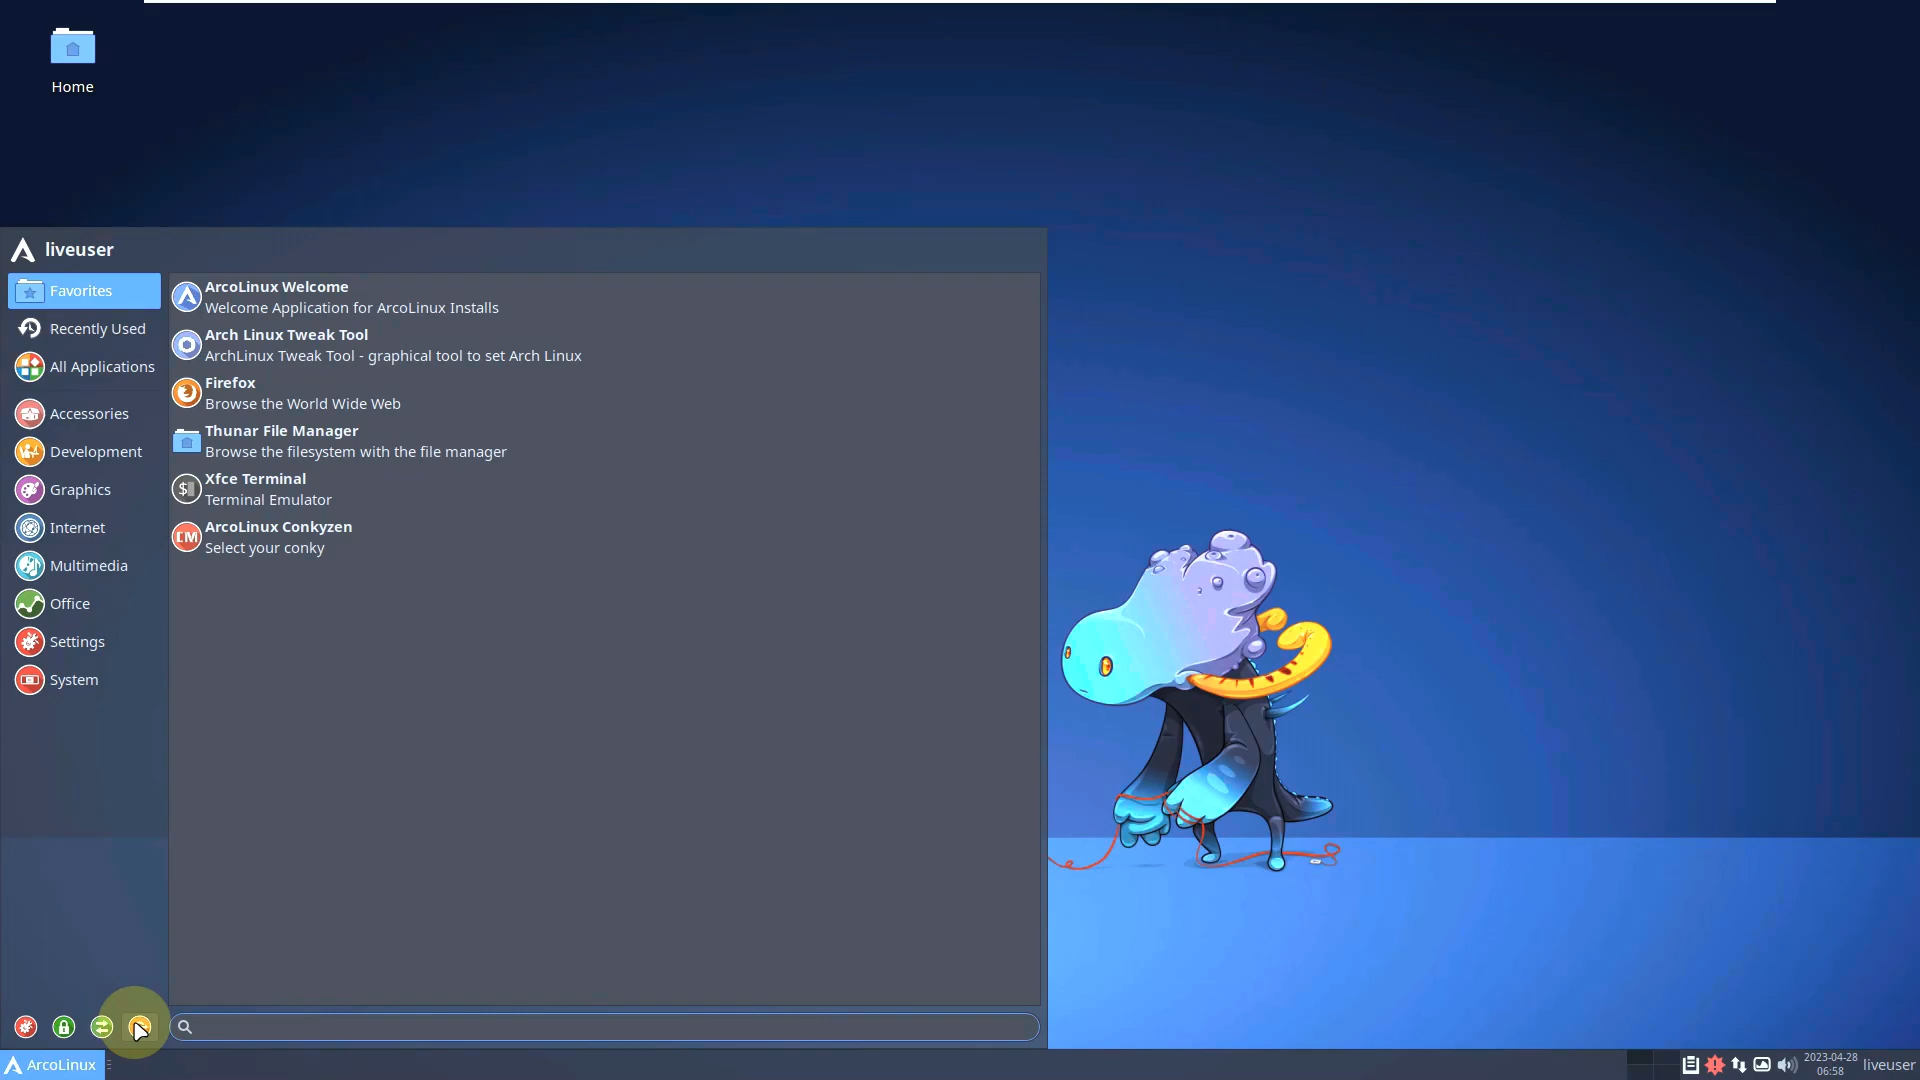 Home
liveuser
Favorites
Recently Used
All Applications
Accessories
Development
Graphics
Internet
Multimedia
Office
Settings
System
ArcoLinux Welcome
Welcome Application for ArcoLinux Installs
Arch Linux Tweak Tool
ArchLinux Tweak Tool - graphical tool to set Arch Linux
Firefox
Browse the World Wide Web
Thunar File Manager
Browse the filesystem with the file manager
Xfce Terminal
Terminal Emulator
ArcoLinux Conkyzen
Select your conky
ArcoLinux
2023-04-28
06:58
liveuser